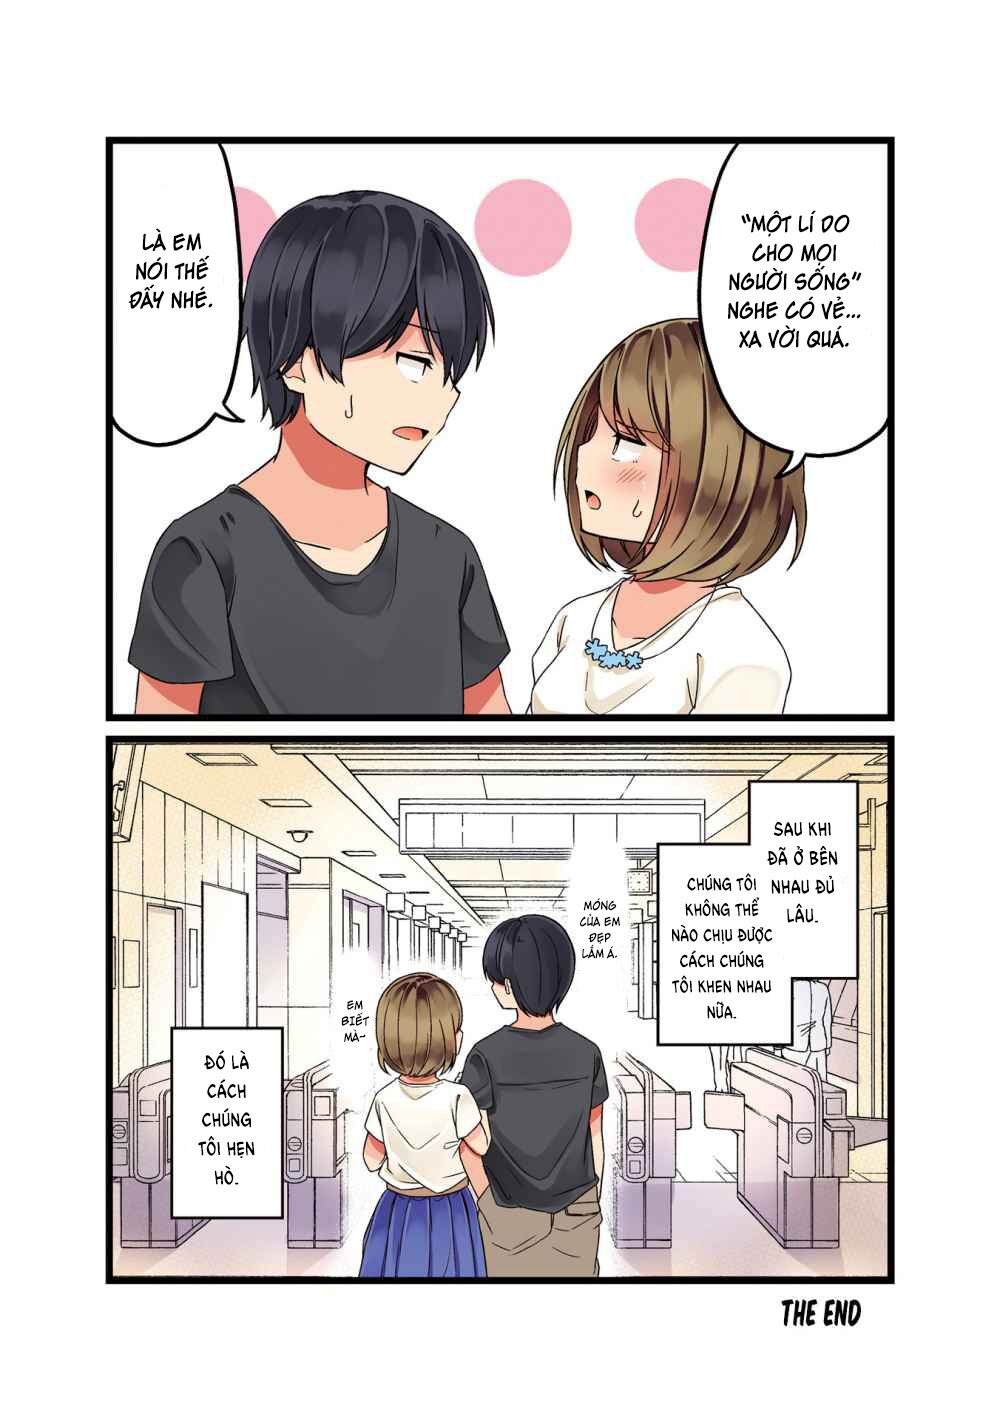 "MỘT LÍ DO
CHO MỌI
NGƯỜI SỐNG"
NGHE CÓ VẺ...
XA VỜI QUÁ.
LÀ EM
NÓI THẾ
ĐẤY NHÉ.
SAU KHI
ĐÃ Ở BÊN
NHAU ĐỦ
LÂU.
CHÚNG TÔI
KHÔNG THỂ
NÀO CHỊU ĐƯỢC
CÁCH CHÚNG
TÔI KHEN NHAU
NỮA.
MÓNG
CỦA EM
ĐẸP
LẮM Á.
EM
BIẾT
MÀ~
ĐÓ LÀ
CÁCH
CHÚNG
TÔI HẸN
HÒ.
THE END